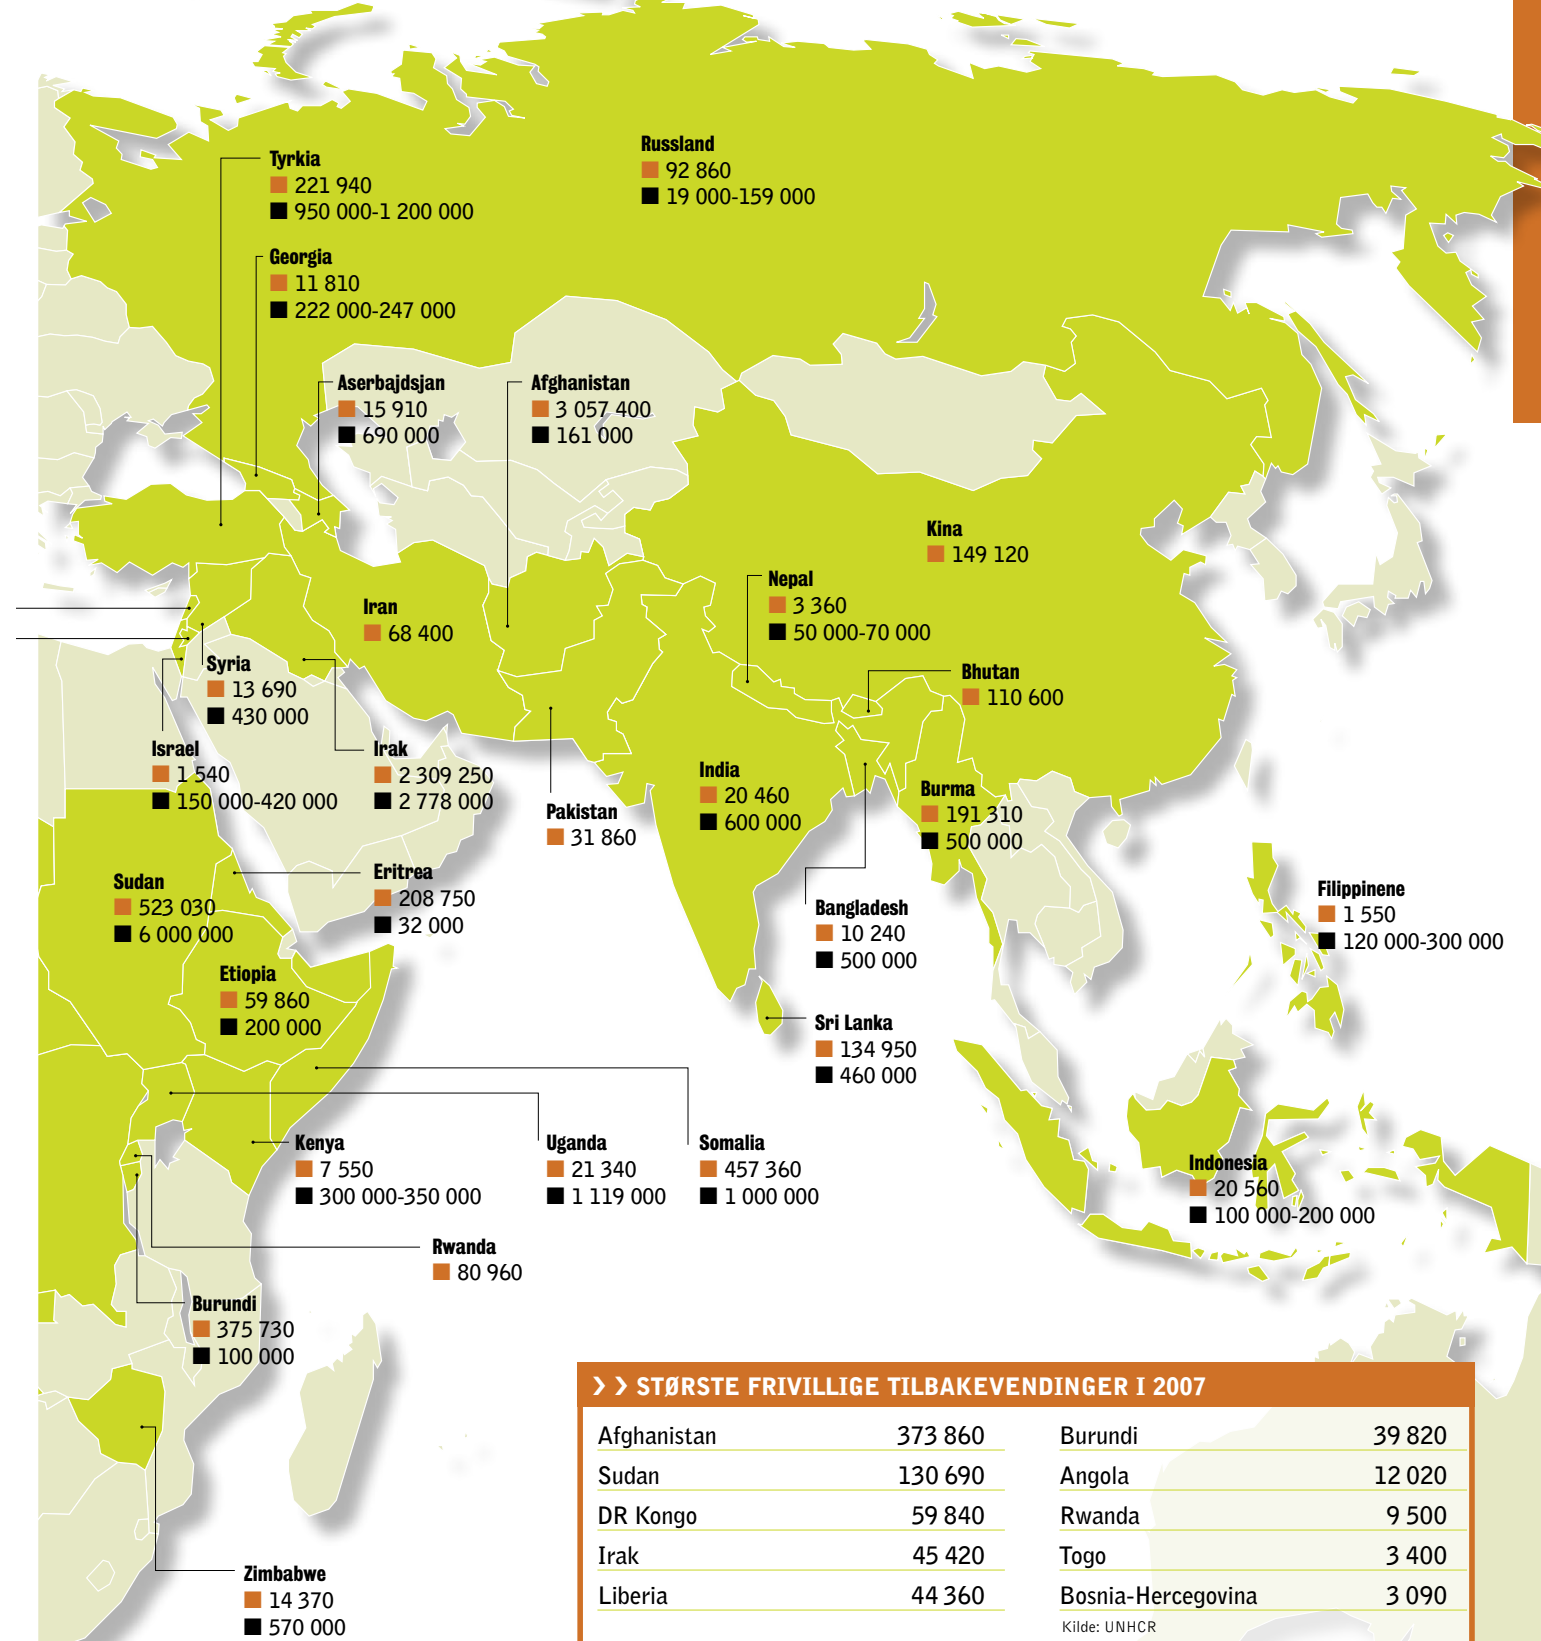 Tyrkia
221 940
950 000-1 200 000
Russland
92 860
19 000-159 000
Georgia
11 810
222 000-247 000
Aserbajdsjan
15 910
690 000
Afghanistan
3 057 400
161 000
Kina
149 120
Iran
68 400
Nepal
3 360
50 000-70 000
Bhutan
110 600
Syria
13 690
430 000
Israel
1 540
150 000-420 000
Irak
2 309 250
2 778 000
Pakistan
31 860
India
20 460
600 000
Burma
191 310
500 000
Sudan
523 030
6 000 000
Eritrea
208 750
32 000
Bangladesh
10 240
500 000
Filippinene
1 550
120 000-300 000
Etiopia
59 860
200 000
Sri Lanka
134 950
460 000
Kenya
7 550
300 000-350 000
Uganda
21 340
1 119 000
Somalia
457 360
1 000 000
Indonesia
20 560
100 000-200 000
Rwanda
80 960
Burundi
375 730
100 000
Zimbabwe
14 370
570 000
›› STØRSTE FRIVILLIGE TILBAKEVENDINGER I 2007
Afghanistan 373 860
Sudan 130 690
DR Kongo 59 840
Irak 45 420
Liberia 44 360
Burundi 39 820
Angola 12 020
Rwanda 9 500
Togo 3 400
Bosnia-Hercegovina 3 090
Kilde: UNHCR